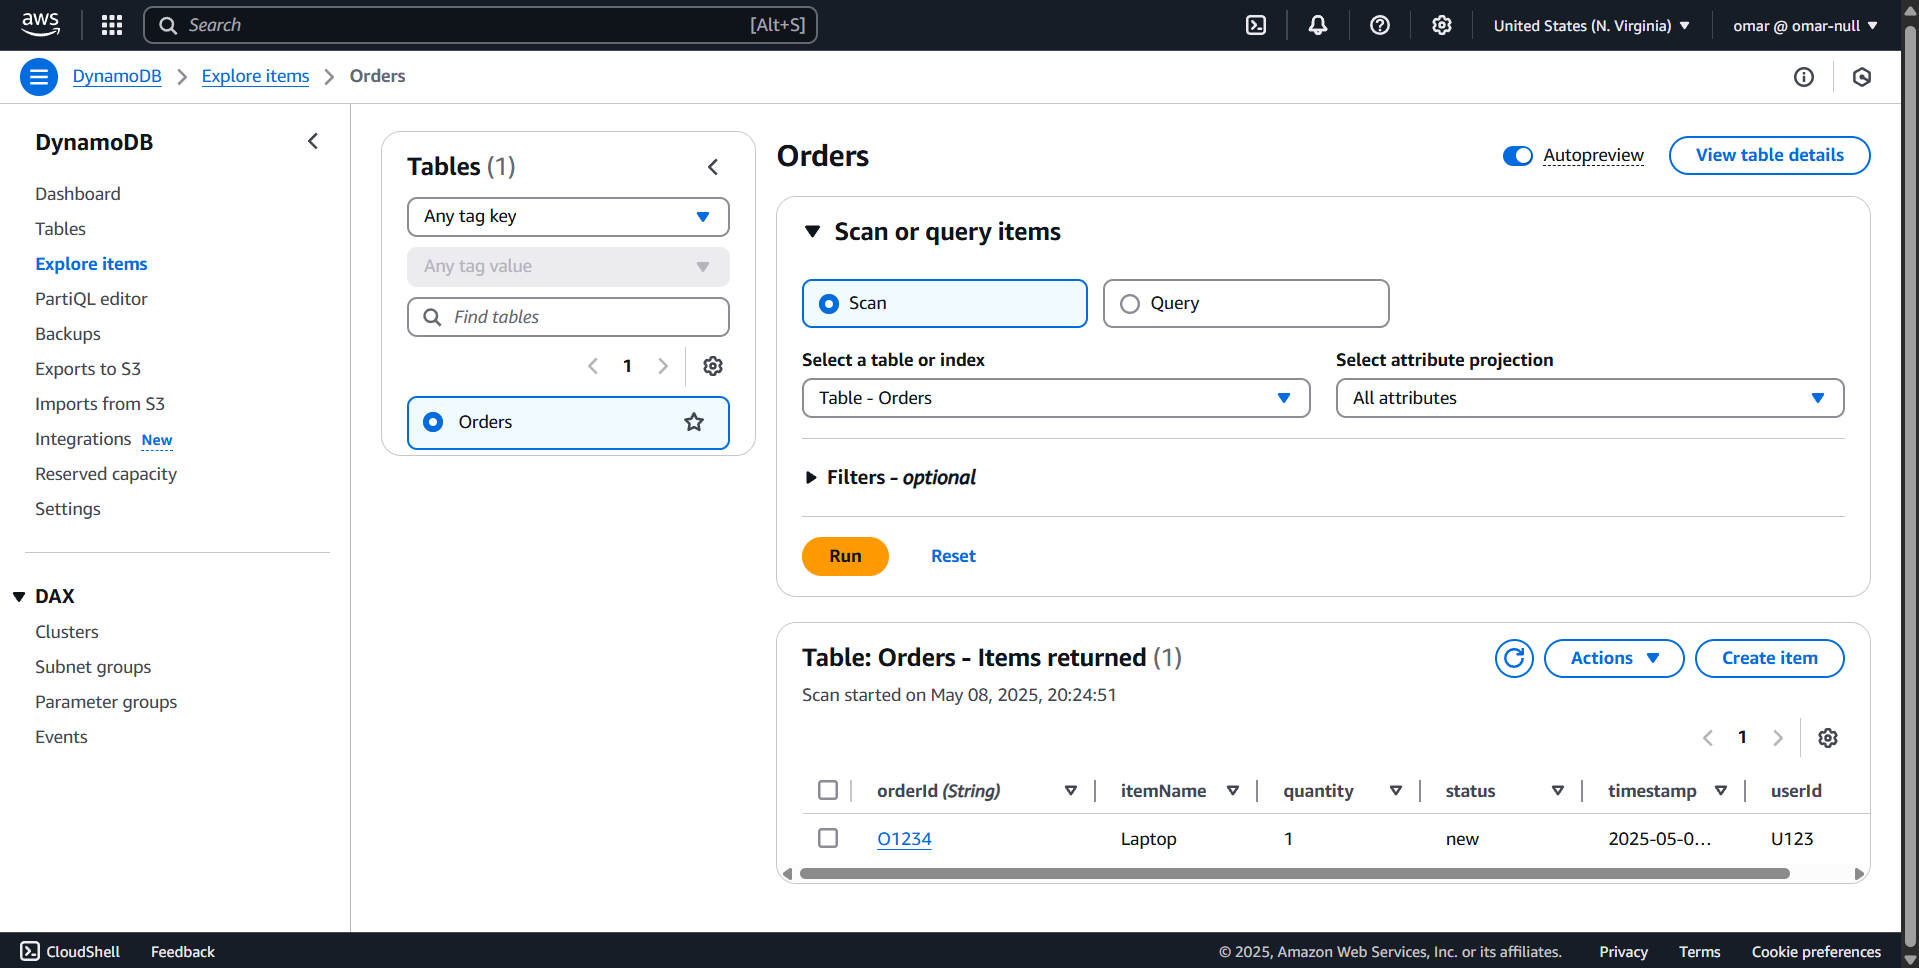 aws
Search [Alt+S]
United States (N. Virginia)
omar @ omar-null
DynamoDB
Explore items
Orders
DynamoDB
Dashboard
Tables
Explore items
PartiQL editor
Backups
Exports to S3
Imports from S3
Integrations New
Reserved capacity
Settings
DAX
Clusters
Subnet groups
Parameter groups
Events
Tables (1)
Any tag key
Any tag value
Find tables
1
Orders
Orders
Autopreview
View table details
Scan or query items
Scan
Query
Select a table or index
Table - Orders
Select attribute projection
All attributes
Filters - optional
Run
Reset
Table: Orders - Items returned (1)
Actions
Create item
Scan started on May 08, 2025, 20:24:51
1
orderId (String) itemName quantity status timestamp userId
O1234 Laptop 1 new 2025-05-0... U123
CloudShell
Feedback
© 2025, Amazon Web Services, Inc. or its affiliates.
Privacy
Terms
Cookie preferences